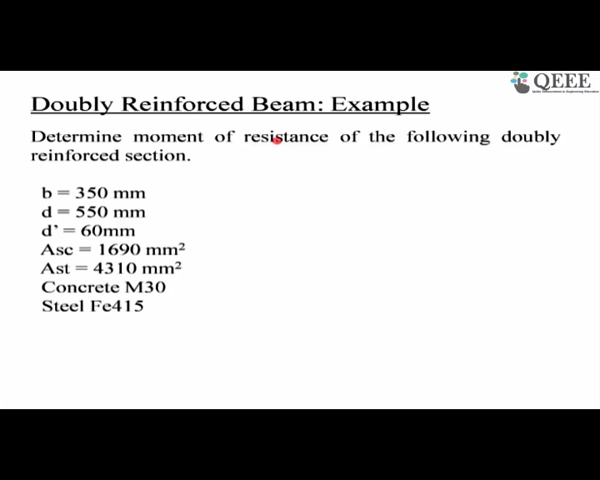 QEEE
Doubly Reinforced Beam: Example
Determine moment of resistance of the following doubly
reinforced section.
b = 350 mm
d = 550 mm
d' = 60mm
Asc = 1690 mm²
Ast = 4310 mm²
Concrete M30
Steel Fe415